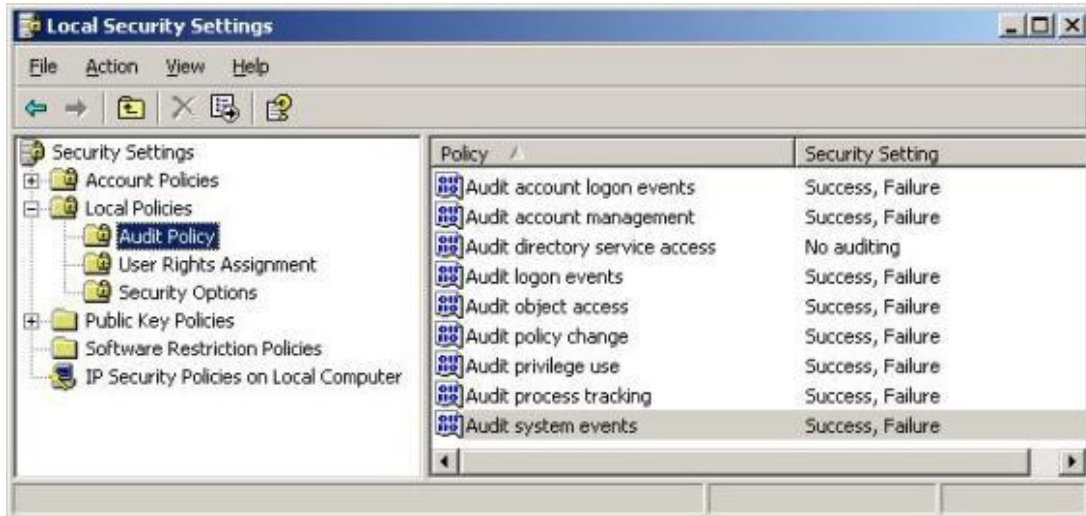 Local Security Settings
File Action View Help
Security Settings
Account Policies
Local Policies
Audit Policy
User Rights Assignment
Security Options
Public Key Policies
Software Restriction Policies
IP Security Policies on Local Computer
Policy Security Setting
Audit account logon events Success, Failure
Audit account management Success, Failure
Audit directory service access No auditing
Audit logon events Success, Failure
Audit object access Success, Failure
Audit policy change Success, Failure
Audit privilege use Success, Failure
Audit process tracking Success, Failure
Audit system events Success, Failure